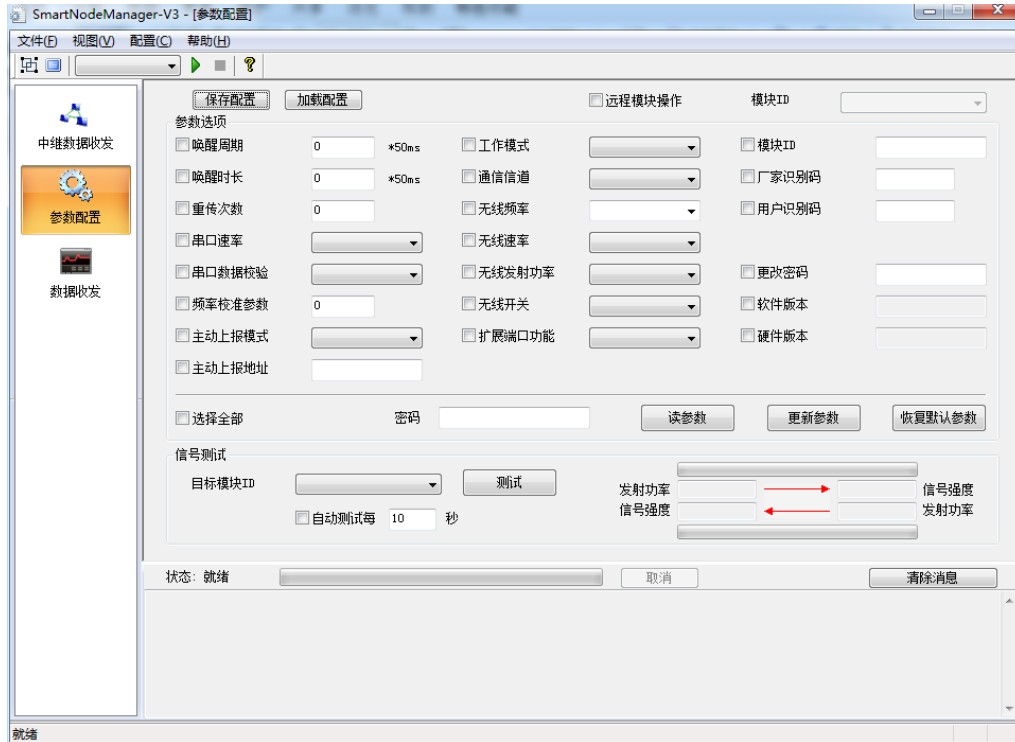 SmartNodeManager-V3 - [参数配置]
文件(F) 视图(V) 配置(C) 帮助(H)
中继数据收发
参数配置
数据收发
保存配置 加载配置 远程模块操作 模块ID
参数选项
唤醒周期 0 *50ms 工作模式 模块ID
唤醒时长 0 *50ms 通信信道 厂家识别码
重传次数 0 无线频率 用户识别码
串口速率 无线速率
串口数据校验 无线发射功率 更改密码
频率校准参数 0 无线开关 软件版本
主动上报模式 扩展端口功能 硬件版本
主动上报地址
选择全部 密码 读参数 更新参数 恢复默认参数
信号测试
目标模块ID 测试
发射功率 信号强度
信号强度 发射功率
自动测试每 10 秒
状态: 就绪 取消 清除消息
就绪